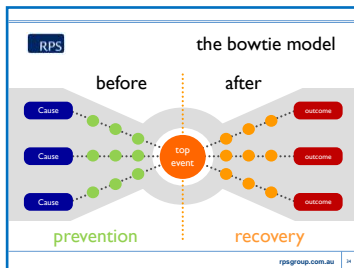 RPS
the bowtie model
before
after
Cause
outcome
Cause
top
event
outcome
Cause
outcome
prevention
recovery
rpsgroup.com.au
34